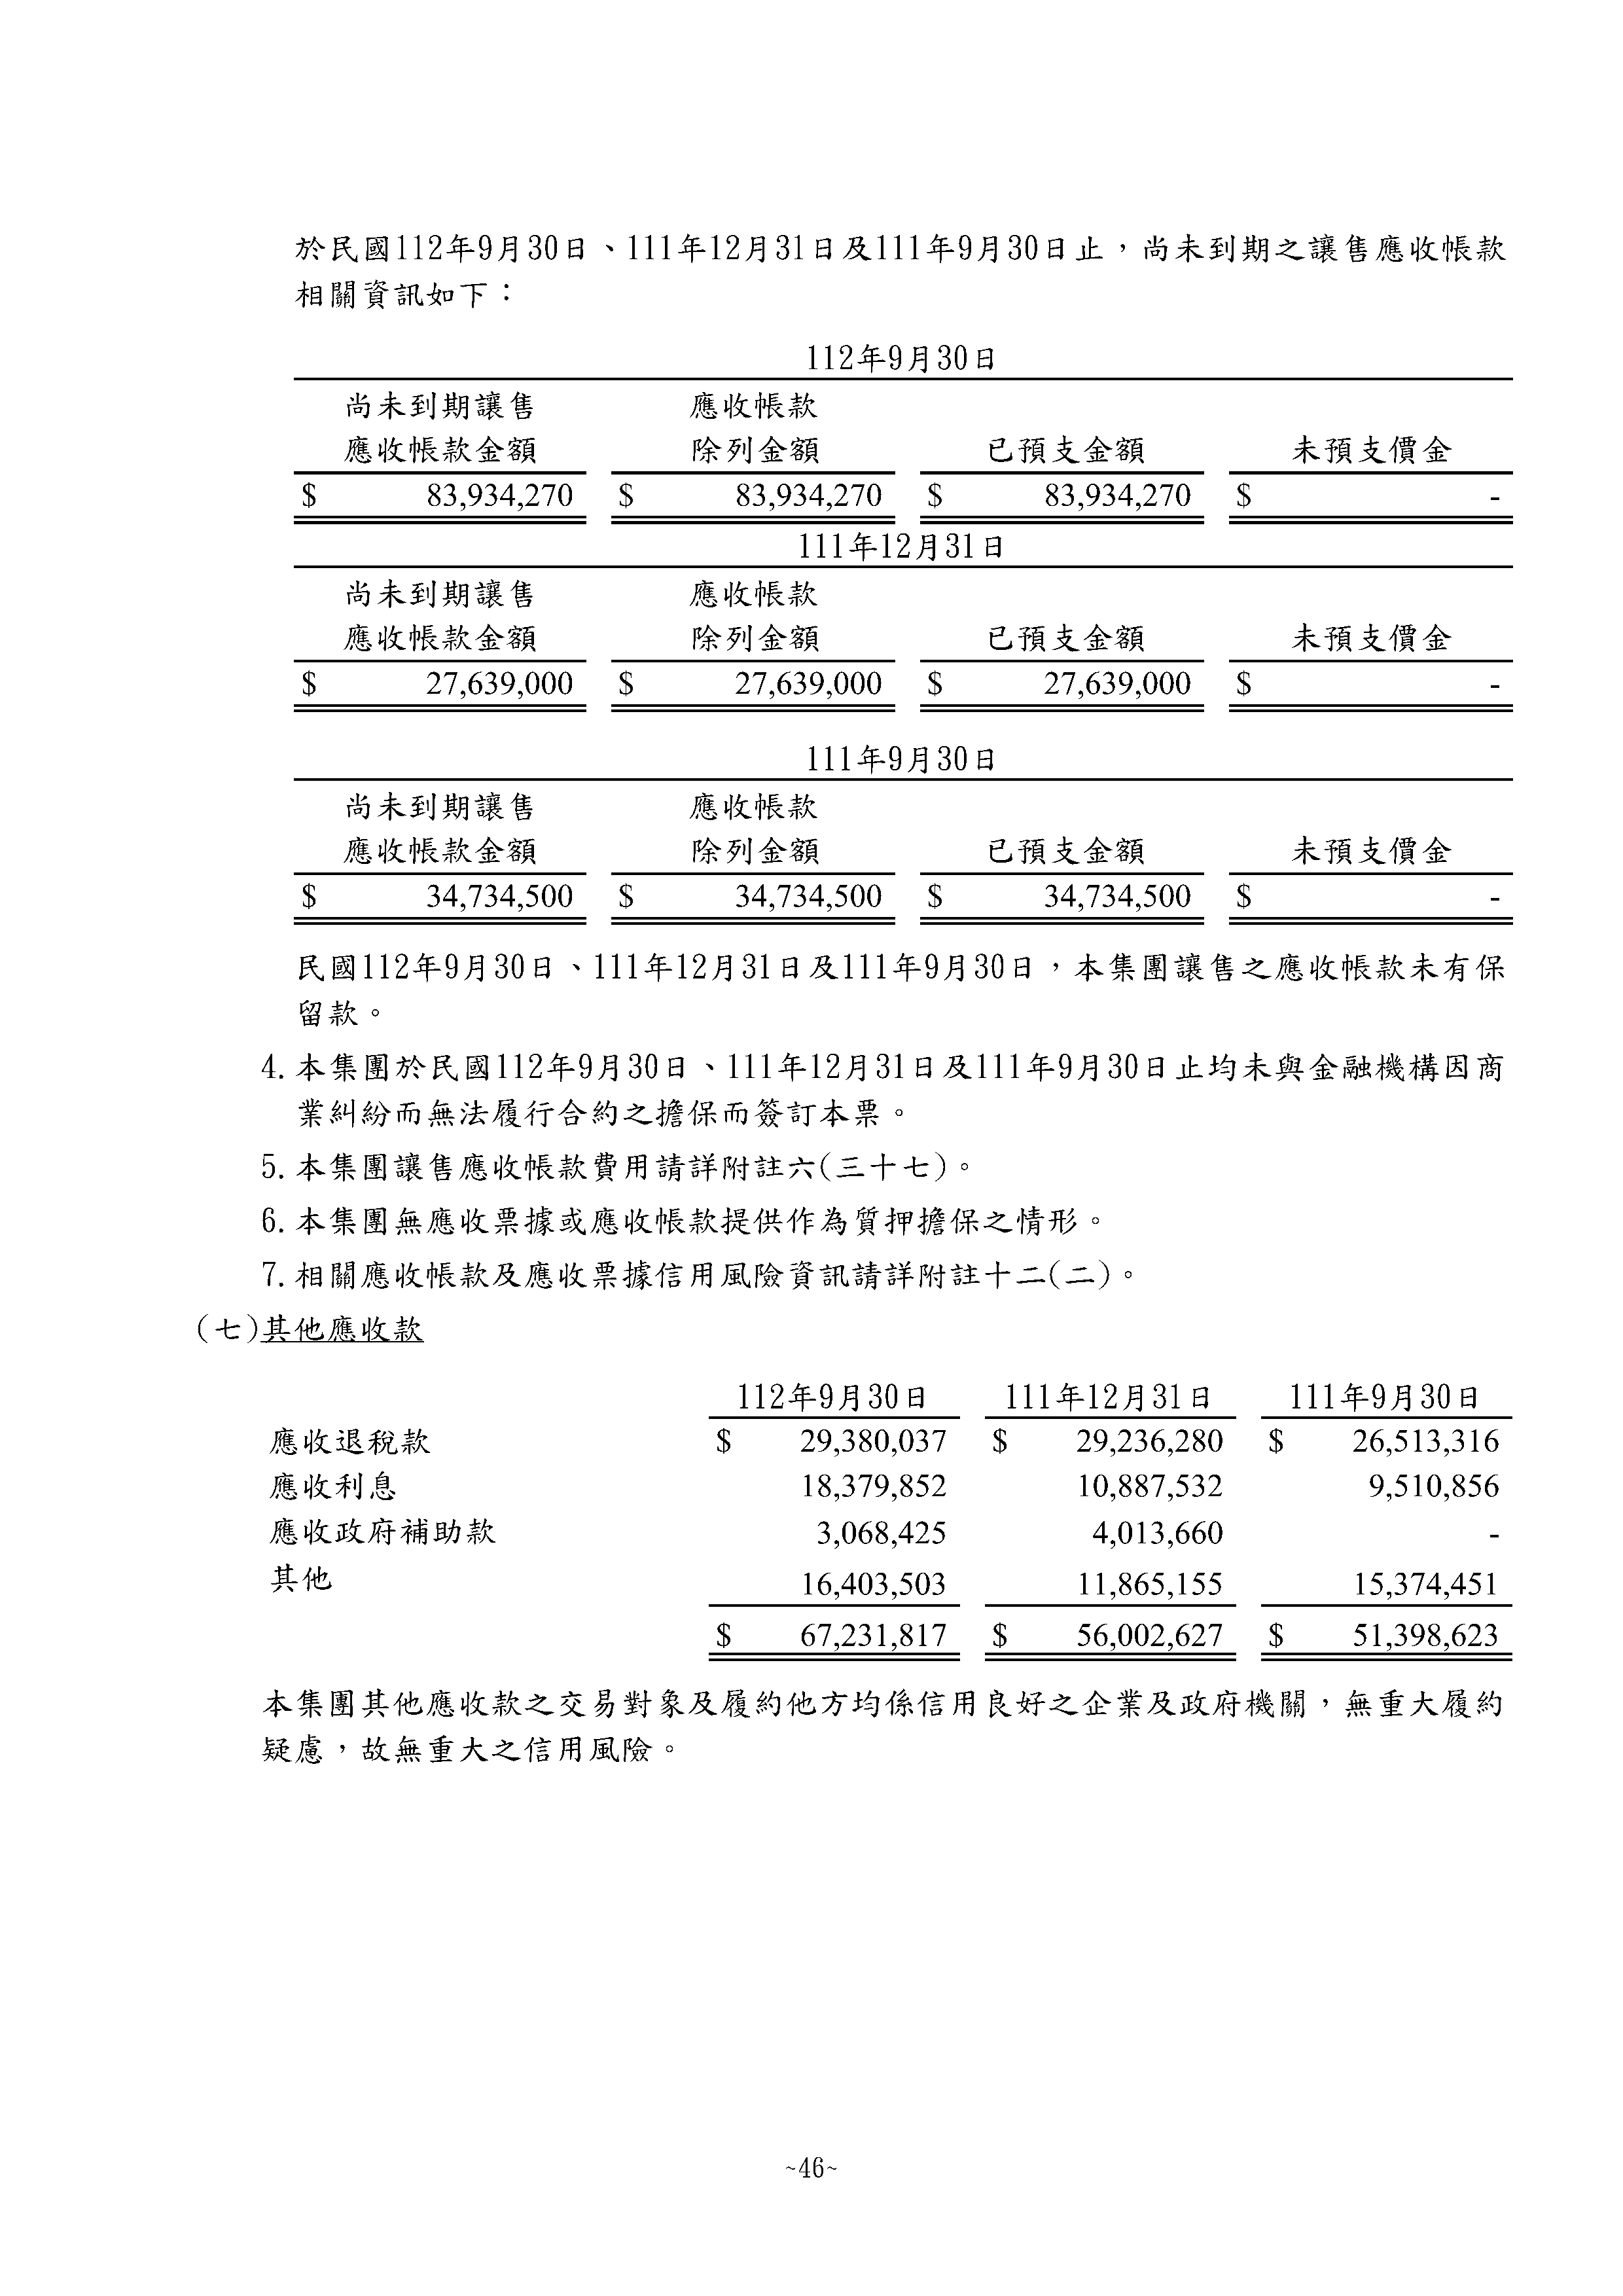 於民國112年9月30日、111年12月31日及111年9月30日止，尚未到期之讓售應收帳款
相關資訊如下：
112年9月30日
尚未到期讓售 應收帳款
應收帳款金額 除列金額 已預支金額 未預支價金
$ 83,934,270 $ 83,934,270 $ 83,934,270 $ -
111年12月31日
尚未到期讓售 應收帳款
應收帳款金額 除列金額 已預支金額 未預支價金
$ 27,639,000 $ 27,639,000 $ 27,639,000 $ -
111年9月30日
尚未到期讓售 應收帳款
應收帳款金額 除列金額 已預支金額 未預支價金
$ 34,734,500 $ 34,734,500 $ 34,734,500 $ -
民國112年9月30日、111年12月31日及111年9月30日，本集團讓售之應收帳款未有保
留款。
4. 本集團於民國112年9月30日、111年12月31日及111年9月30日止均未與金融機構因商
業糾紛而無法履行合約之擔保而簽訂本票。
5. 本集團讓售應收帳款費用請詳附註六(三十七)。
6. 本集團無應收票據或應收帳款提供作為質押擔保之情形。
7. 相關應收帳款及應收票據信用風險資訊請詳附註十二(二)。
(七)其他應收款
112年9月30日 111年12月31日 111年9月30日
應收退稅款 $ 29,380,037 $ 29,236,280 $ 26,513,316
應收利息 18,379,852 10,887,532 9,510,856
應收政府補助款 3,068,425 4,013,660 -
其他 16,403,503 11,865,155 15,374,451
$ 67,231,817 $ 56,002,627 $ 51,398,623
本集團其他應收款之交易對象及履約他方均係信用良好之企業及政府機關，無重大履約
疑慮，故無重大之信用風險。
~46~